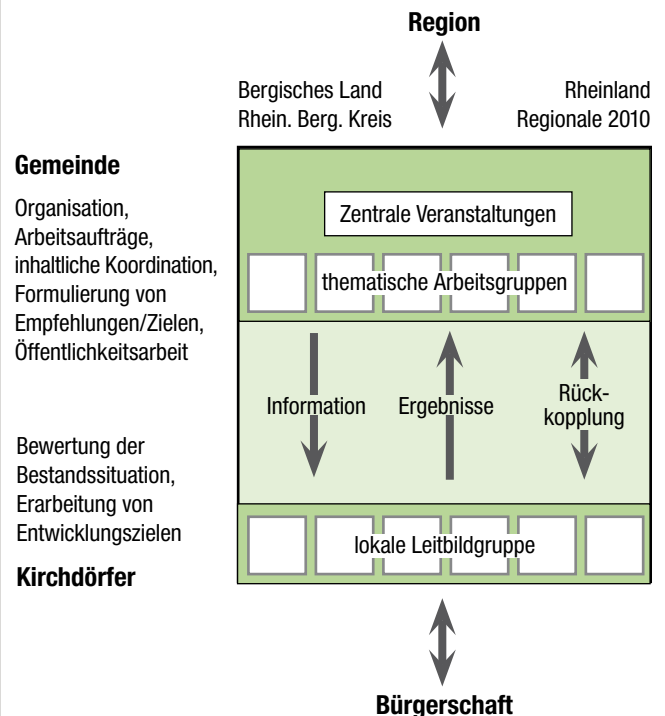 Region
Bergisches Land
Rhein. Berg. Kreis
Rheinland
Regionale 2010
Gemeinde
Organisation,
Arbeitsaufträge,
inhaltliche Koordination,
Formulierung von
Empfehlungen/Zielen,
Öffentlichkeitsarbeit
Zentrale Veranstaltungen
thematische Arbeitsgruppen
Information
Ergebnisse
Rück-
kopplung
Bewertung der
Bestandssituation,
Erarbeitung von
Entwicklungszielen
Kirchdörfer
lokale Leitbildgruppe
Bürgerschaft